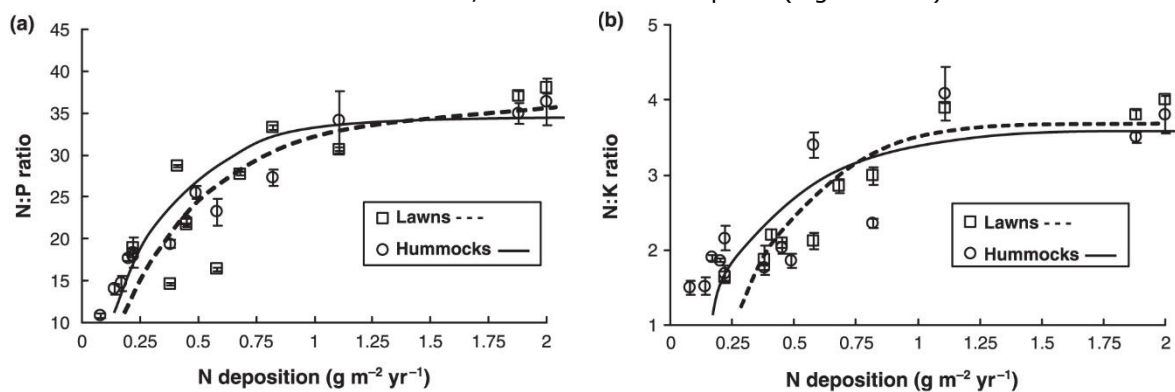 (a)
45
40
35
30
25
20
15
10
N:P ratio
0 0.25 0.5 0.75 1 1.25 1.5 1.75 2
N deposition (g m⁻² yr⁻¹)
Lawns
Hummocks
(b)
5
4
3
2
1
N:K ratio
0 0.25 0.5 0.75 1 1.25 1.5 1.75 2
N deposition (g m⁻² yr⁻¹)
Lawns
Hummocks